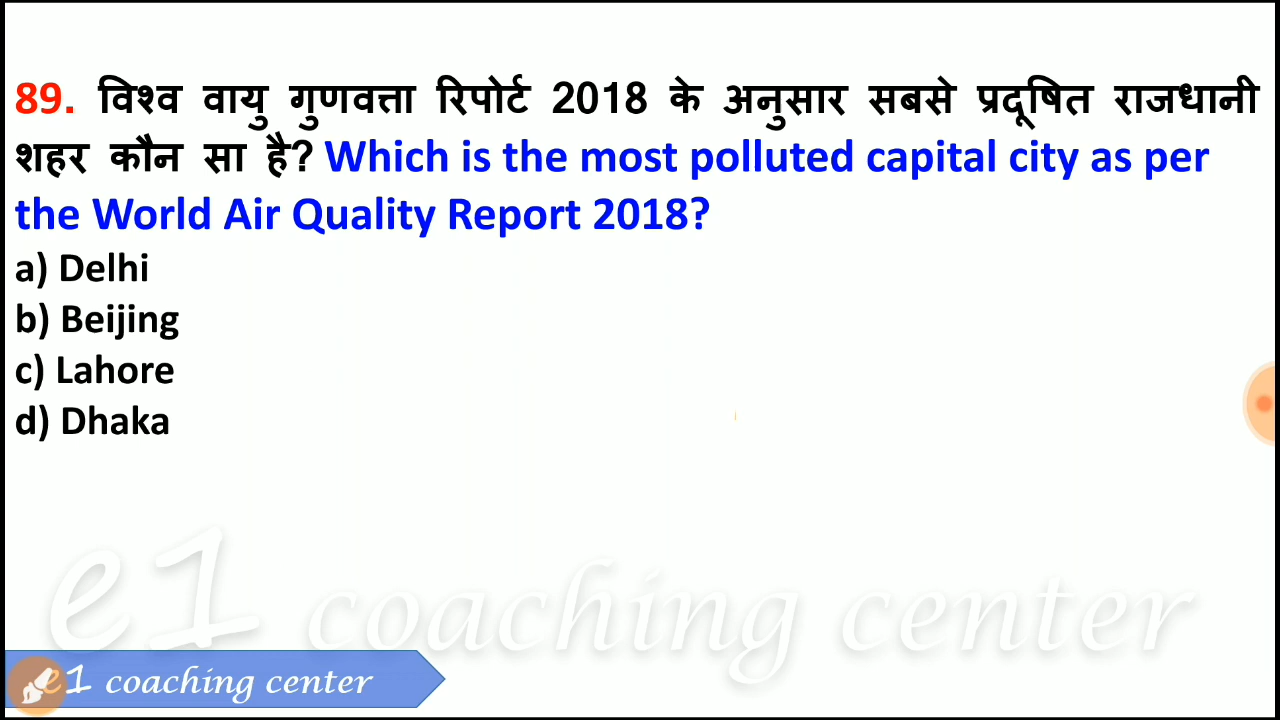 89. विश्व वायु गुणवत्ता रिपोर्ट 2018 के अनुसार सबसे प्रदूषित राजधानी
शहर कौन सा है? Which is the most polluted capital city as per
the World Air Quality Report 2018?
a) Delhi
b) Beijing
c) Lahore
d) Dhaka
e1 coaching center
e1 coaching center